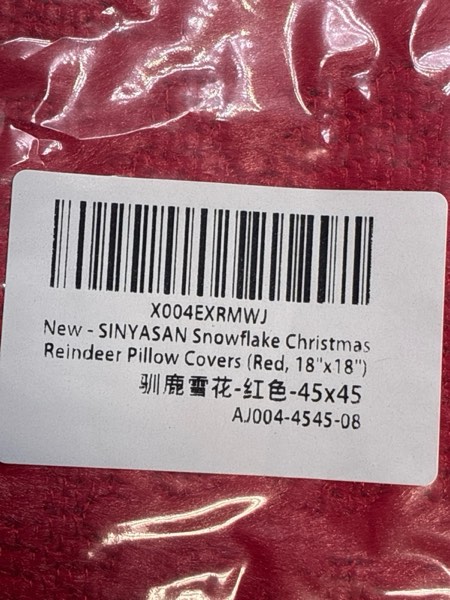 X004EXRMWJ
New - SINYASAN Snowflake Christmas
Reindeer Pillow Covers (Red, 18"x18")
驯鹿雪花-红色-45x45
AJ004-4545-08